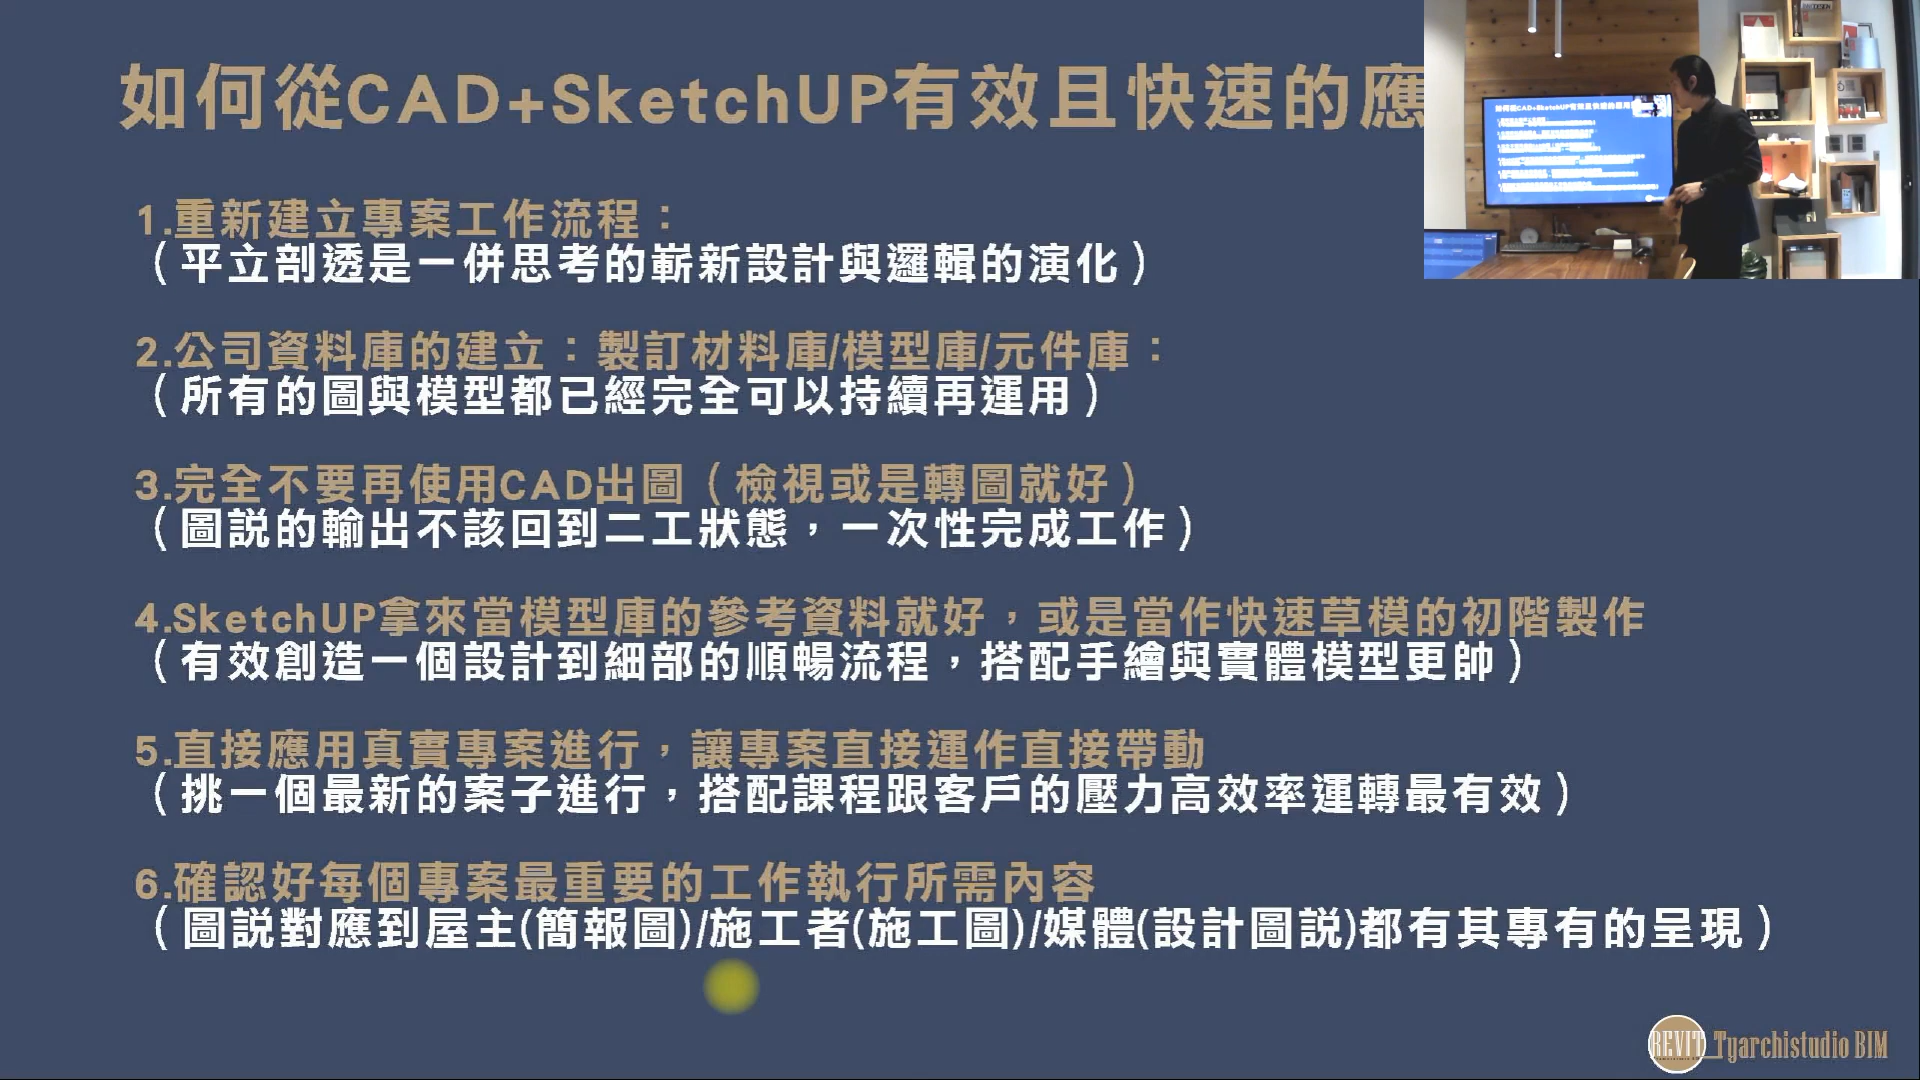 如何從CAD+SketchUP有效且快速的應
1.重新建立專案工作流程：
（平立剖透是一併思考的嶄新設計與邏輯的演化）
2.公司資料庫的建立：製訂材料庫/模型庫/元件庫：
（所有的圖與模型都已經完全可以持續再運用）
3.完全不要再使用CAD出圖（檢視或是轉圖就好）
（圖説的輸出不該回到二工狀態，一次性完成工作）
4.SketchUP拿來當模型庫的參考資料就好，或是當作快速草模的初階製作
（有效創造一個設計到細部的順暢流程，搭配手繪與實體模型更帥）
5.直接應用真實專案進行，讓專案直接運作直接帶動
（挑一個最新的案子進行，搭配課程跟客戶的壓力高效率運轉最有效）
6.確認好每個專案最重要的工作執行所需內容
（圖説對應到屋主(簡報圖)/施工者(施工圖)/媒體(設計圖説)都有其專有的呈現）
REVIT Tyarchistudio BIM